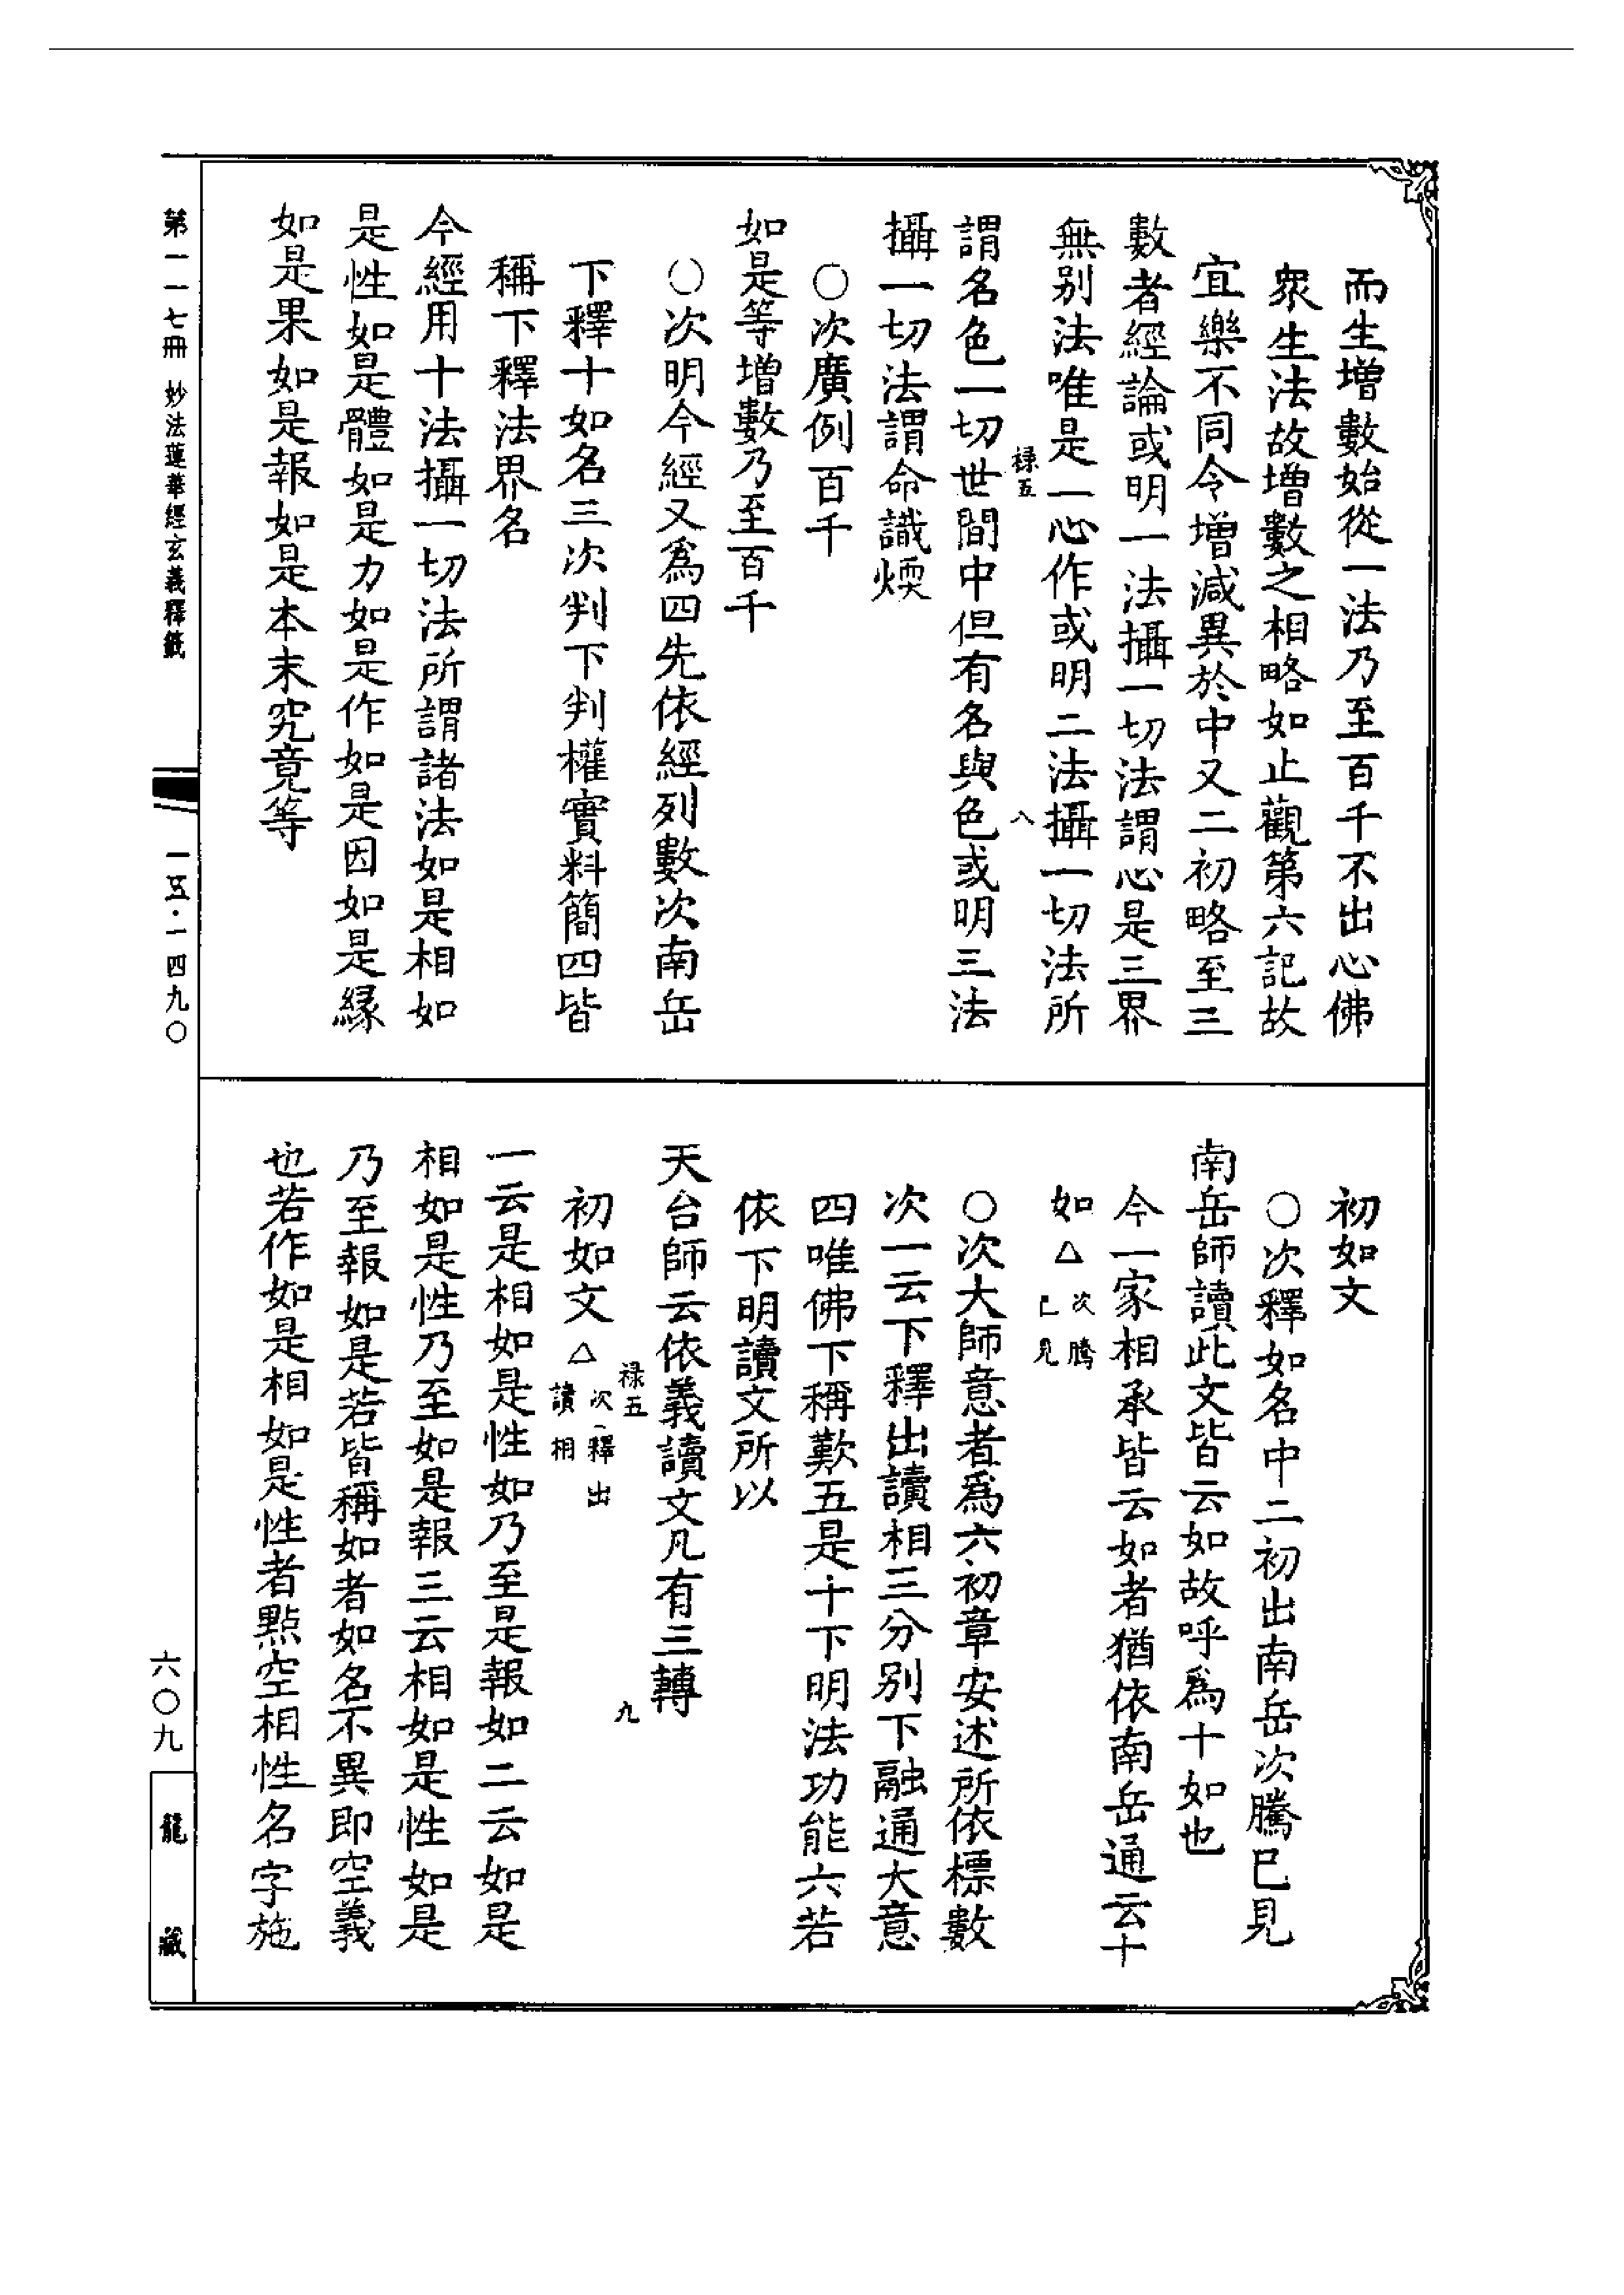 而生增數始從一法乃至百千不出心佛
衆生法故增數之相略如止觀第六記故
宜樂不同令增減異於中又二初略至三
數者經論或明一法攝一切法謂心是三界
無别法唯是一心作或明二法攝一切法所
祿五
八
謂名色一切世間中但有名與色或明三法
攝一切法謂命識煗
〇次廣例百千
如是等增數乃至百千
〇次明今經又爲四先依經列數次南岳
下釋十如名三次判下判權實料簡四皆
稱下釋法界名
今經用十法攝一切法所謂諸法如是相如
是性如是體如是力如是作如是因如是緣
如是果如是報如是本末究竟等
初如文
〇次釋如名中二初出南岳次騰已見
南岳師讀此文皆云如故呼爲十如也
今一家相承皆云如者猶依南岳通云十
如△次騰
已見
〇次大師意者爲六初章安述所依標數
次一云下釋出讀相三分别下融通大意
四唯佛下稱歎五是十下明法功能六若
依下明讀文所以
天台師云依義讀文凡有三轉
祿五
九
初如文△次一釋出
讀相
一云是相如是性如乃至是報如二云如是
相如是性乃至如是報三云相如是性如是
乃至報如是若皆稱如者如名不異即空義
也若作如是相如是性者點空相性名字施
第一一七冊 妙法蓮華經玄義釋籤
一五·一四九〇
六〇九
龍藏